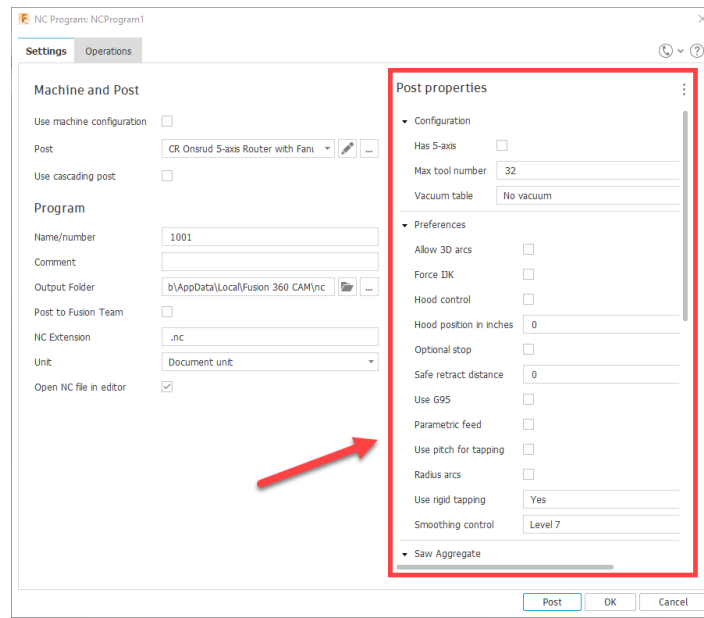 NC Program: NCProgram1
Settings Operations
Machine and Post
Use machine configuration
Post CR Onsrud 5-axis Router with Fanu ...
Use cascading post
Program
Name/number 1001
Comment
Output Folder b\AppData\Local\Fusion 360 CAM\nc ...
Post to Fusion Team
NC Extension .nc
Unit Document unit
Open NC file in editor
Post properties
Configuration
Has 5-axis
Max tool number 32
Vacuum table No vacuum
Preferences
Allow 3D arcs
Force IJK
Hood control
Hood position in inches 0
Optional stop
Safe retract distance 0
Use G95
Parametric feed
Use pitch for tapping
Radius arcs
Use rigid tapping Yes
Smoothing control Level 7
Saw Aggregate
Post OK Cancel